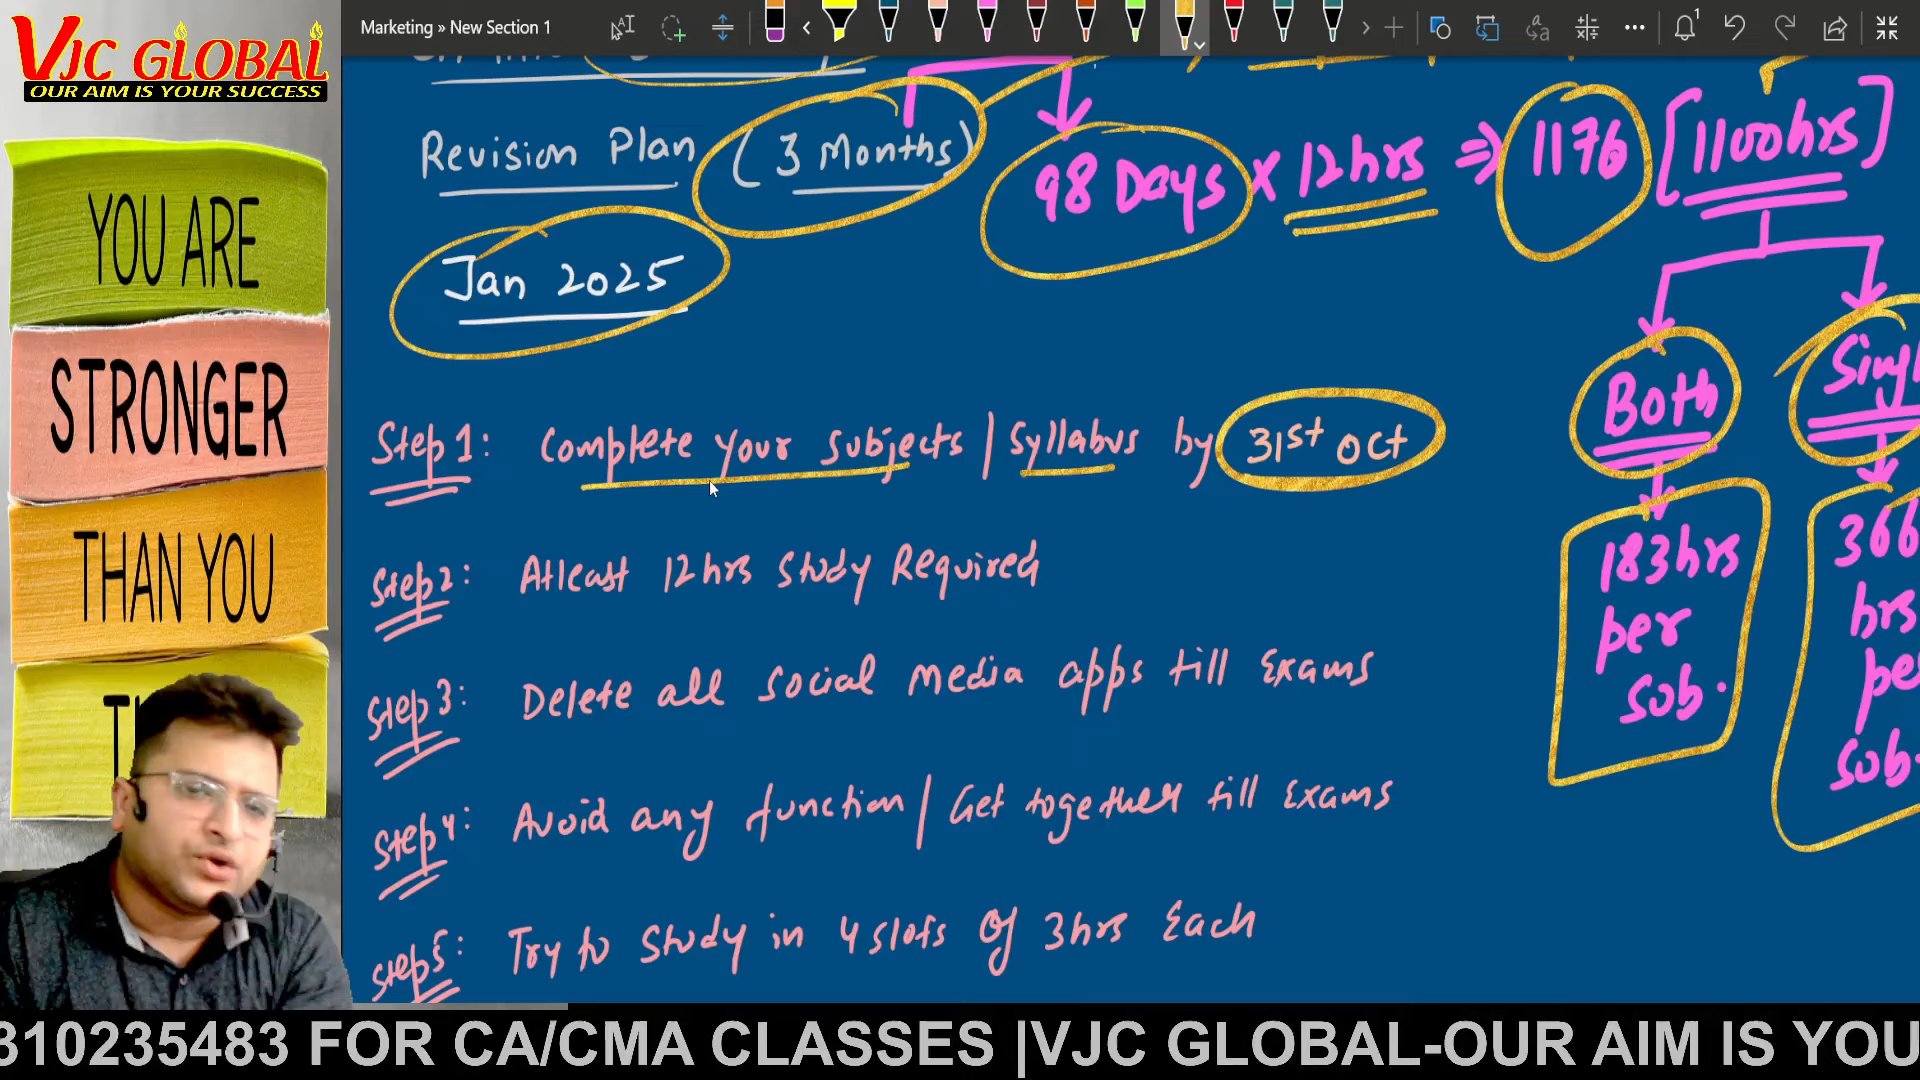 VJC GLOBAL
OUR AIM IS YOUR SUCCESS
Marketing » New Section 1
YOU ARE
STRONGER
THAN YOU
Revision Plan (3 Months)
98 Days x 12hrs ⇒ 1176 [1100hrs]
Jan 2025
Both
183hrs
per
sub.
366
hrs
sub.
Step 1: Complete your Subjects / Syllabus by 31st Oct
Step 2: Atleast 12hrs Study Required
Step 3: Delete all social media apps till Exams
Step 4: Avoid any function / Get together till Exams
Step 5: Try to Study in 4 slots Of 3hrs Each
310235483 FOR CA/CMA CLASSES |VJC GLOBAL-OUR AIM IS YOU